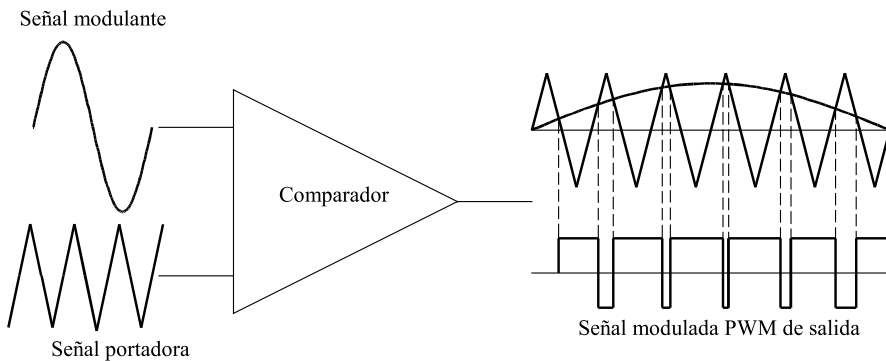 Señal modulante
Comparador
Señal portadora
Señal modulada PWM de salida